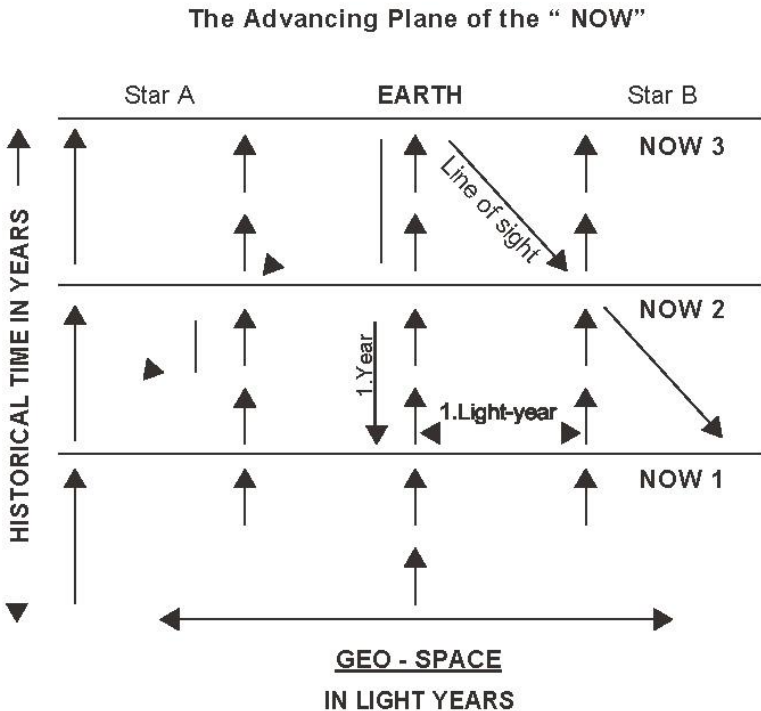 The Advancing Plane of the “ NOW”
Star A
EARTH
Star B
NOW 3
Line of sight
HISTORICAL TIME IN YEARS
NOW 2
1.Year
1.Light-year
NOW 1
GEO - SPACE
IN LIGHT YEARS